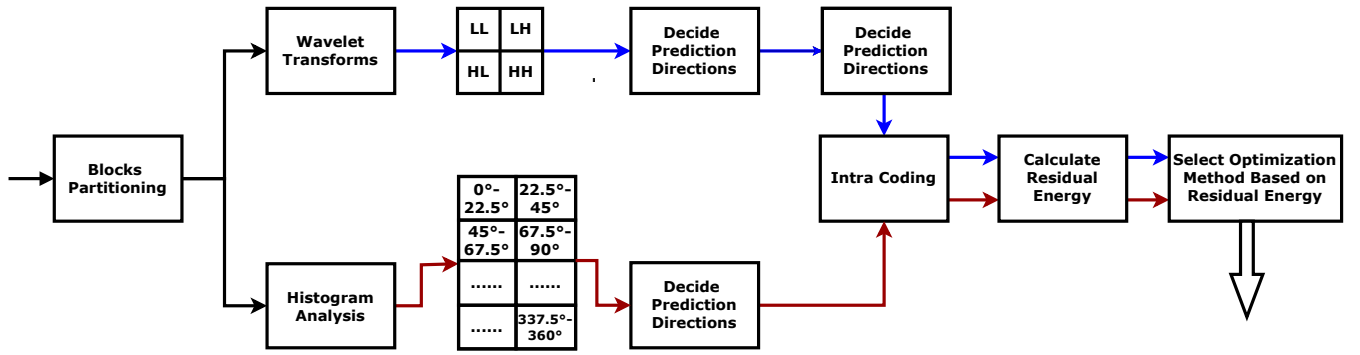 Blocks
Partitioning
Wavelet
Transforms
LL LH
HL HH
Decide
Prediction
Directions
Decide
Prediction
Directions
Histogram
Analysis
0°-
22.5°
22.5°-
45°
45°-
67.5°
67.5°-
90°
...... ......
...... 
337.5°-
360°
Decide
Prediction
Directions
Intra Coding
Calculate
Residual
Energy
Select Optimization
Method Based on
Residual Energy